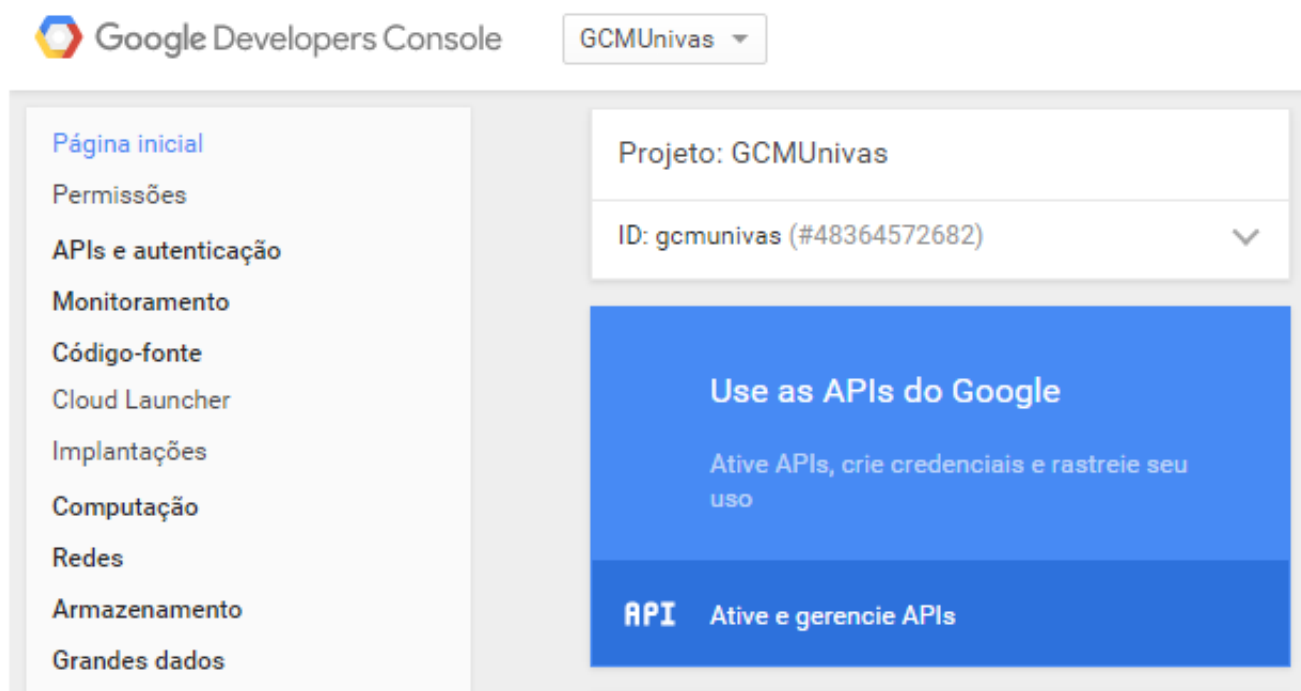 Google Developers Console
GCMUnivas
Página inicial
Permissões
APIs e autenticação
Monitoramento
Código-fonte
Cloud Launcher
Implantações
Computação
Redes
Armazenamento
Grandes dados
Projeto: GCMUnivas
ID: gcmunivas (#48364572682)
Use as APIs do Google
Ative APIs, crie credenciais e rastreie seu
uso
API Ative e gerencie APIs